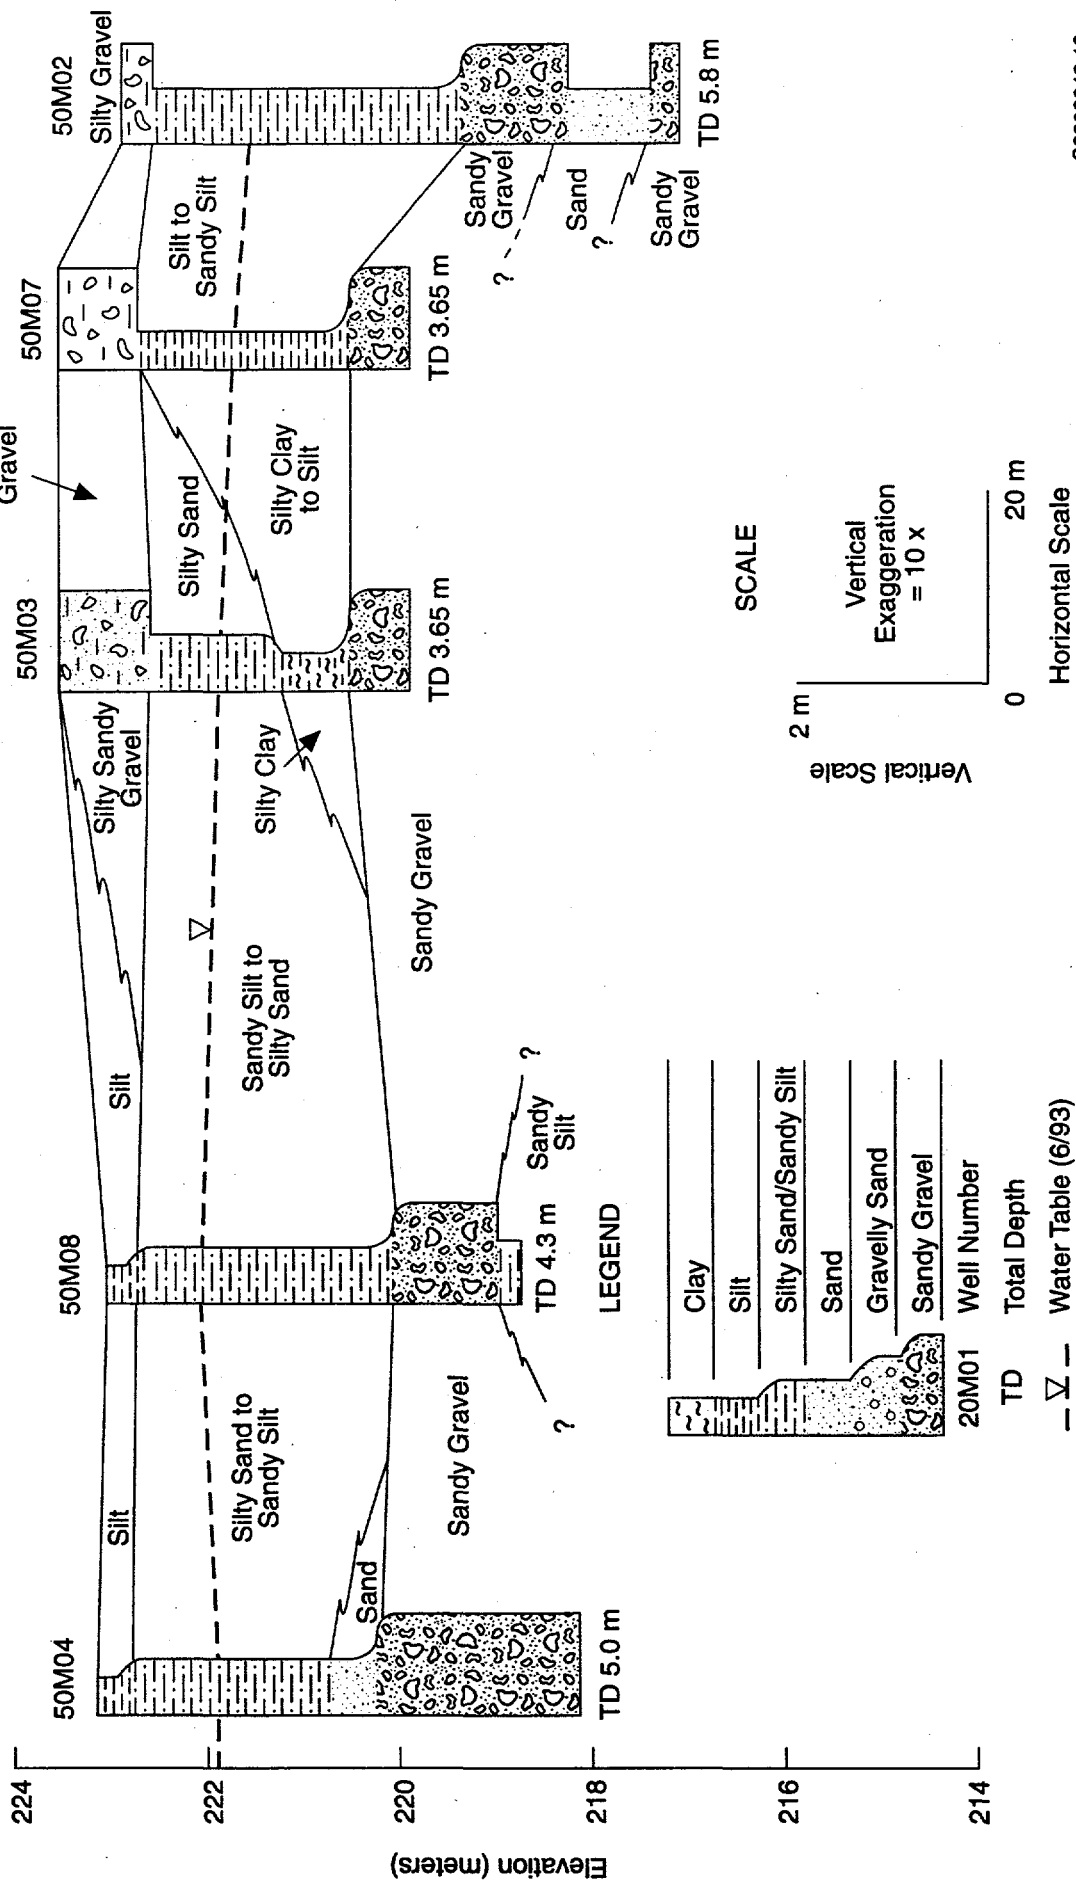 50M04
50M08
50M03
50M07
50M02
Gravel
Silty Gravel
Silt
Silt
Silty Sandy
Gravel
Silty Sand to
Sandy Silt
Sandy Silt to
Silty Sand
Silty Clay
Silty Sand
Silty Clay
to Silt
Silt to
Sandy Silt
Sand
Sandy Gravel
Sandy Gravel
?
Sandy
Silt
?
Sandy
Gravel
?
Sand
?
Sandy
Gravel
TD 5.0 m
TD 4.3 m
TD 3.65 m
TD 3.65 m
TD 5.8 m
224
222
220
218
216
214
Elevation (meters)
LEGEND
Clay
Silt
Silty Sand/Sandy Silt
Sand
Gravelly Sand
Sandy Gravel
20M01 Well Number
TD Total Depth
Water Table (6/93)
SCALE
Vertical
Exaggeration
= 10 x
2 m
Vertical Scale
0 20 m
Horizontal Scale